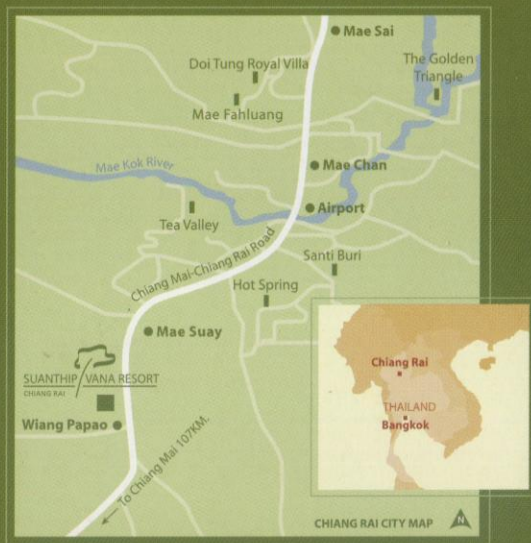 Mae Sai
Doi Tung Royal Villa
The Golden
Triangle
Mae Fahluang
Mae Kok River
Mae Chan
Airport
Tea Valley
Santi Buri
Chiang Mai-Chiang Rai Road
Hot Spring
Mae Suay
SUANTHIP VANA RESORT
CHIANG RAI
Wiang Papao
To Chiang Mai 107KM.
Chiang Rai
THAILAND
Bangkok
CHIANG RAI CITY MAP
N